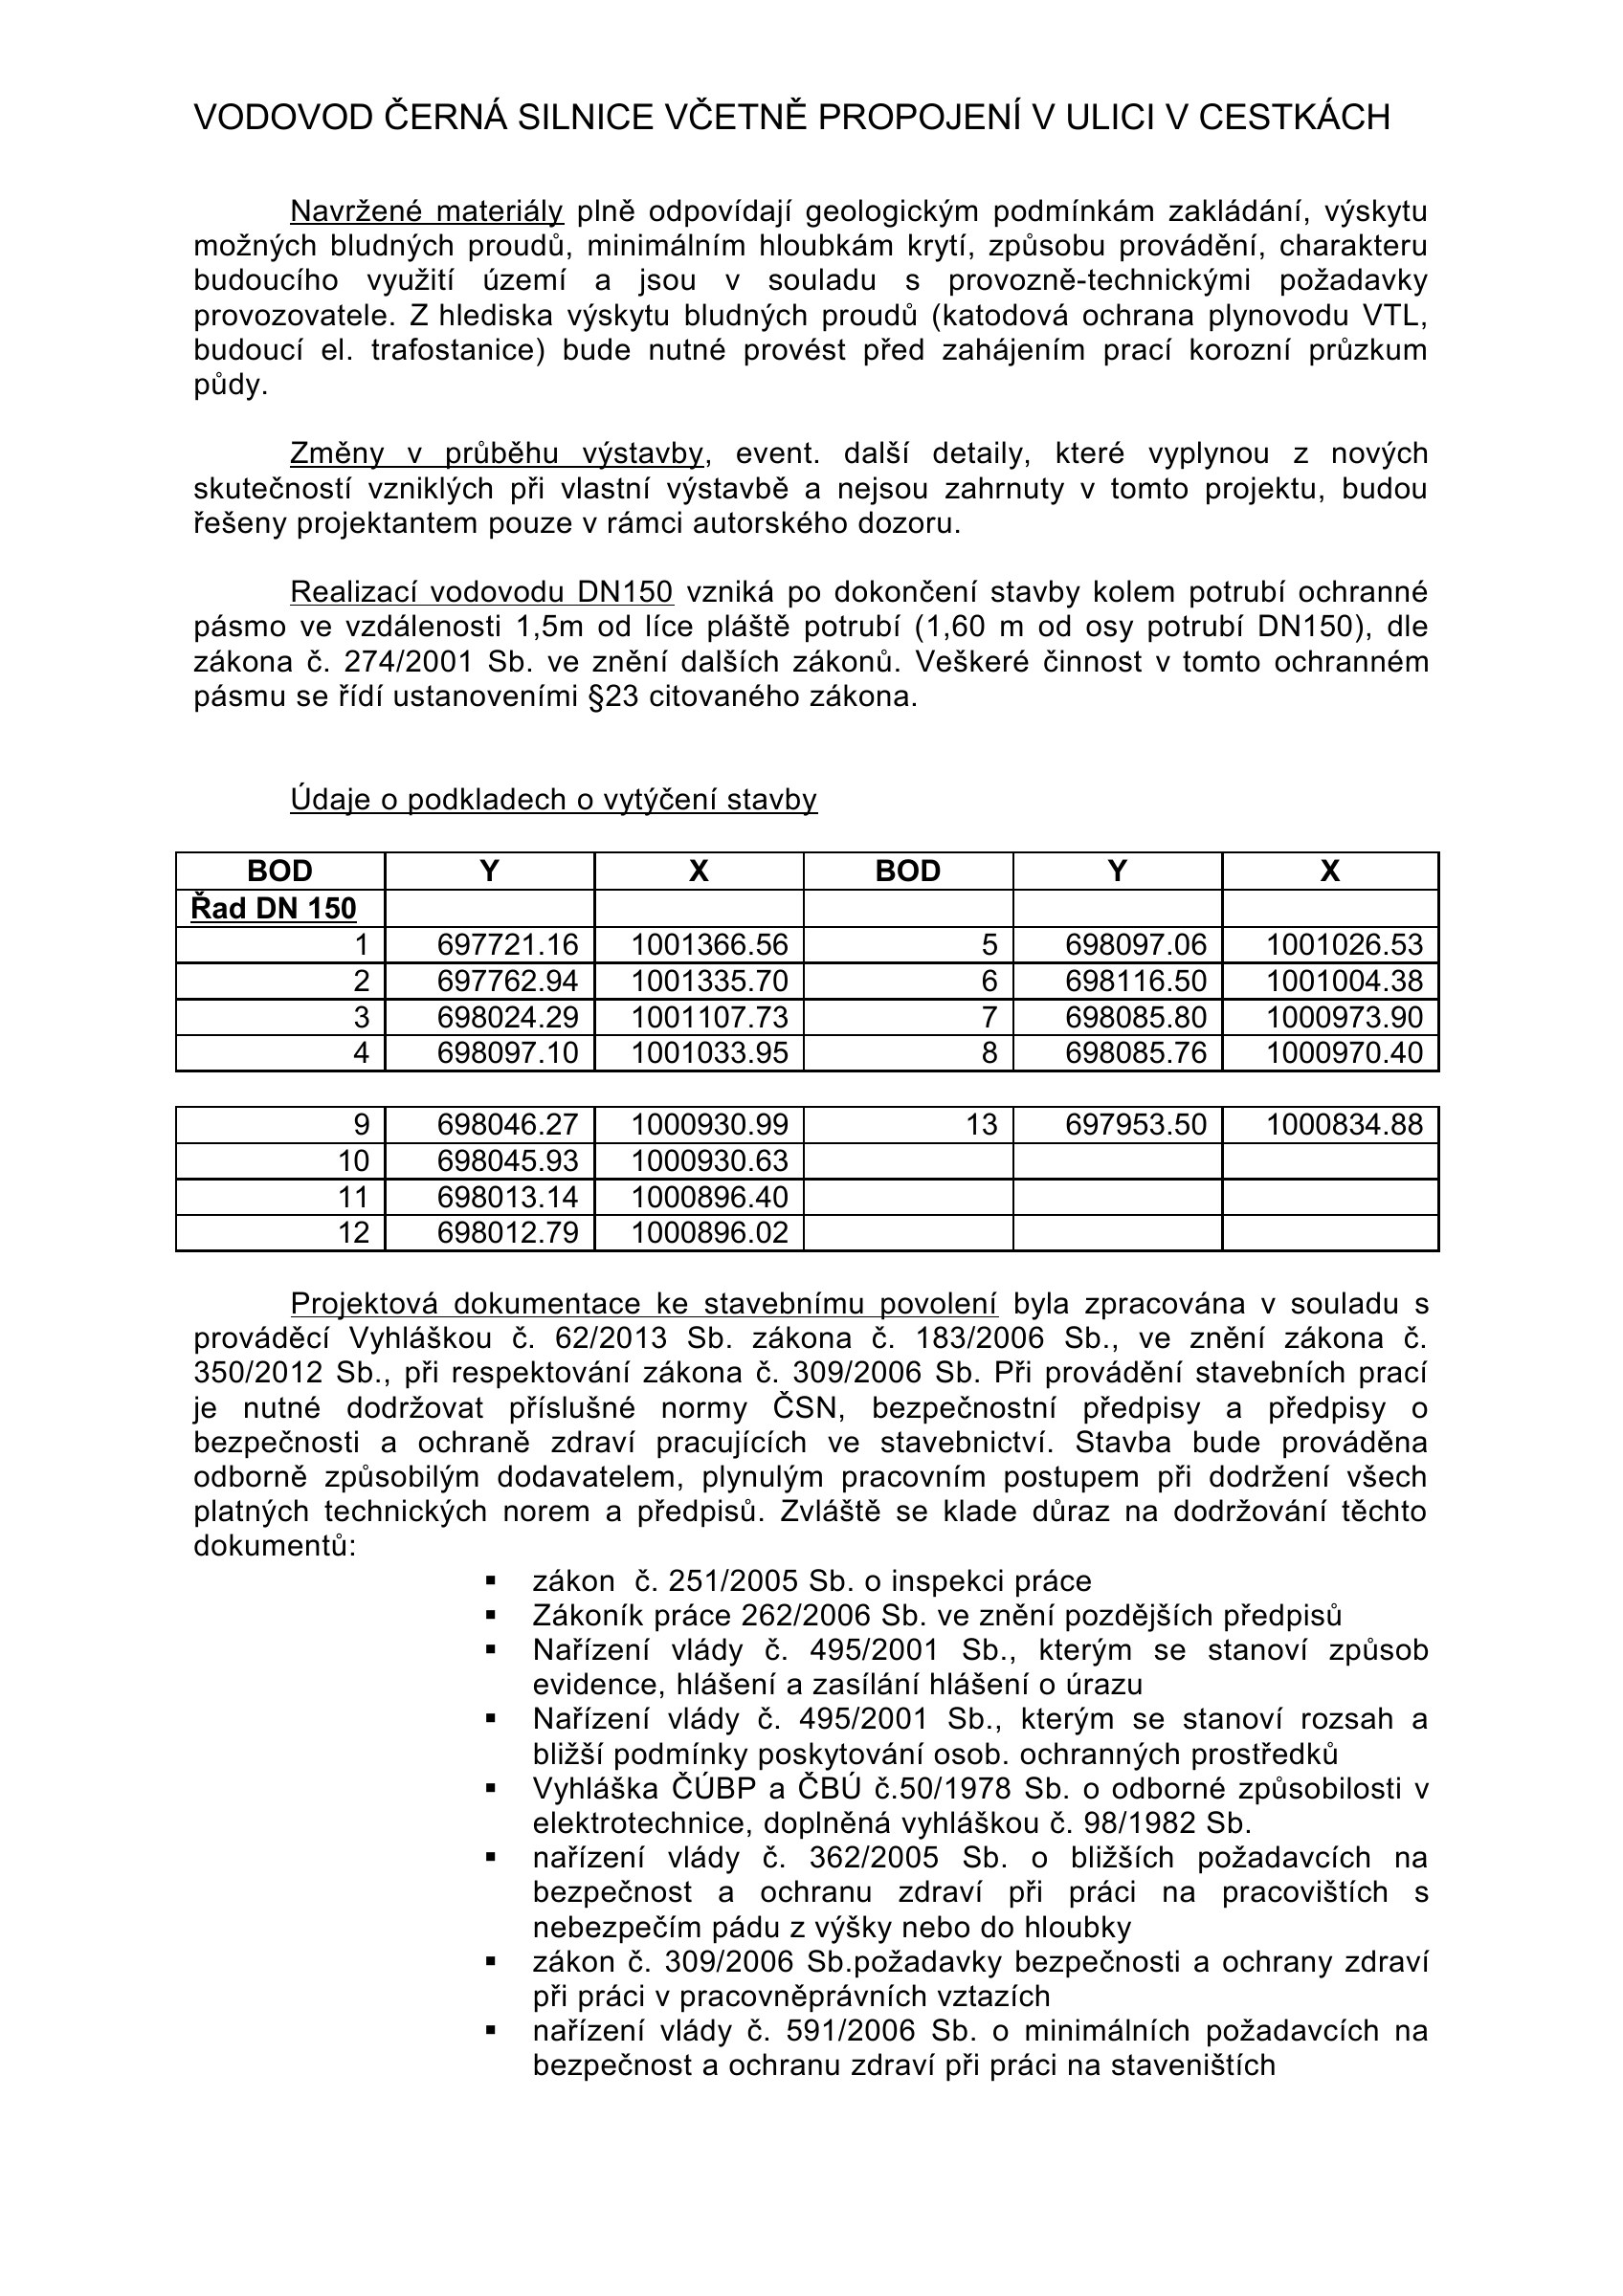 VODOVOD ČERNÁ SILNICE VČETNĚ PROPOJENÍ V ULICI V CESTKÁCH
Navržené materiály plně odpovídají geologickým podmínkám zakládání, výskytu
možných bludných proudů, minimálním hloubkám krytí, způsobu provádění, charakteru
budoucího využití území a jsou v souladu s provozně-technickými požadavky
provozovatele. Z hlediska výskytu bludných proudů (katodová ochrana plynovodu VTL,
budoucí el. trafostanice) bude nutné provést před zahájením prací korozní průzkum
půdy.
Změny v průběhu výstavby, event. další detaily, které vyplynou z nových
skutečností vzniklých při vlastní výstavbě a nejsou zahrnuty v tomto projektu, budou
řešeny projektantem pouze v rámci autorského dozoru.
Realizací vodovodu DN150 vzniká po dokončení stavby kolem potrubí ochranné
pásmo ve vzdálenosti 1,5m od líce pláště potrubí (1,60 m od osy potrubí DN150), dle
zákona č. 274/2001 Sb. ve znění dalších zákonů. Veškeré činnost v tomto ochranném
pásmu se řídí ustanoveními §23 citovaného zákona.
Údaje o podkladech o vytýčení stavby
BOD Y X BOD Y X
Řad DN 150
1 697721.16 1001366.56 5 698097.06 1001026.53
2 697762.94 1001335.70 6 698116.50 1001004.38
3 698024.29 1001107.73 7 698085.80 1000973.90
4 698097.10 1001033.95 8 698085.76 1000970.40
9 698046.27 1000930.99 13 697953.50 1000834.88
10 698045.93 1000930.63
11 698013.14 1000896.40
12 698012.79 1000896.02
Projektová dokumentace ke stavebnímu povolení byla zpracována v souladu s
prováděcí Vyhláškou č. 62/2013 Sb. zákona č. 183/2006 Sb., ve znění zákona č.
350/2012 Sb., při respektování zákona č. 309/2006 Sb. Při provádění stavebních prací
je nutné dodržovat příslušné normy ČSN, bezpečnostní předpisy a předpisy o
bezpečnosti a ochraně zdraví pracujících ve stavebnictví. Stavba bude prováděna
odborně způsobilým dodavatelem, plynulým pracovním postupem při dodržení všech
platných technických norem a předpisů. Zvláště se klade důraz na dodržování těchto
dokumentů:
▪ zákon č. 251/2005 Sb. o inspekci práce
▪ Zákoník práce 262/2006 Sb. ve znění pozdějších předpisů
▪ Nařízení vlády č. 495/2001 Sb., kterým se stanoví způsob
evidence, hlášení a zasílání hlášení o úrazu
▪ Nařízení vlády č. 495/2001 Sb., kterým se stanoví rozsah a
bližší podmínky poskytování osob. ochranných prostředků
▪ Vyhláška ČÚBP a ČBÚ č.50/1978 Sb. o odborné způsobilosti v
elektrotechnice, doplněná vyhláškou č. 98/1982 Sb.
▪ nařízení vlády č. 362/2005 Sb. o bližších požadavcích na
bezpečnost a ochranu zdraví při práci na pracovištích s
nebezpečím pádu z výšky nebo do hloubky
▪ zákon č. 309/2006 Sb.požadavky bezpečnosti a ochrany zdraví
při práci v pracovněprávních vztazích
▪ nařízení vlády č. 591/2006 Sb. o minimálních požadavcích na
bezpečnost a ochranu zdraví při práci na staveništích